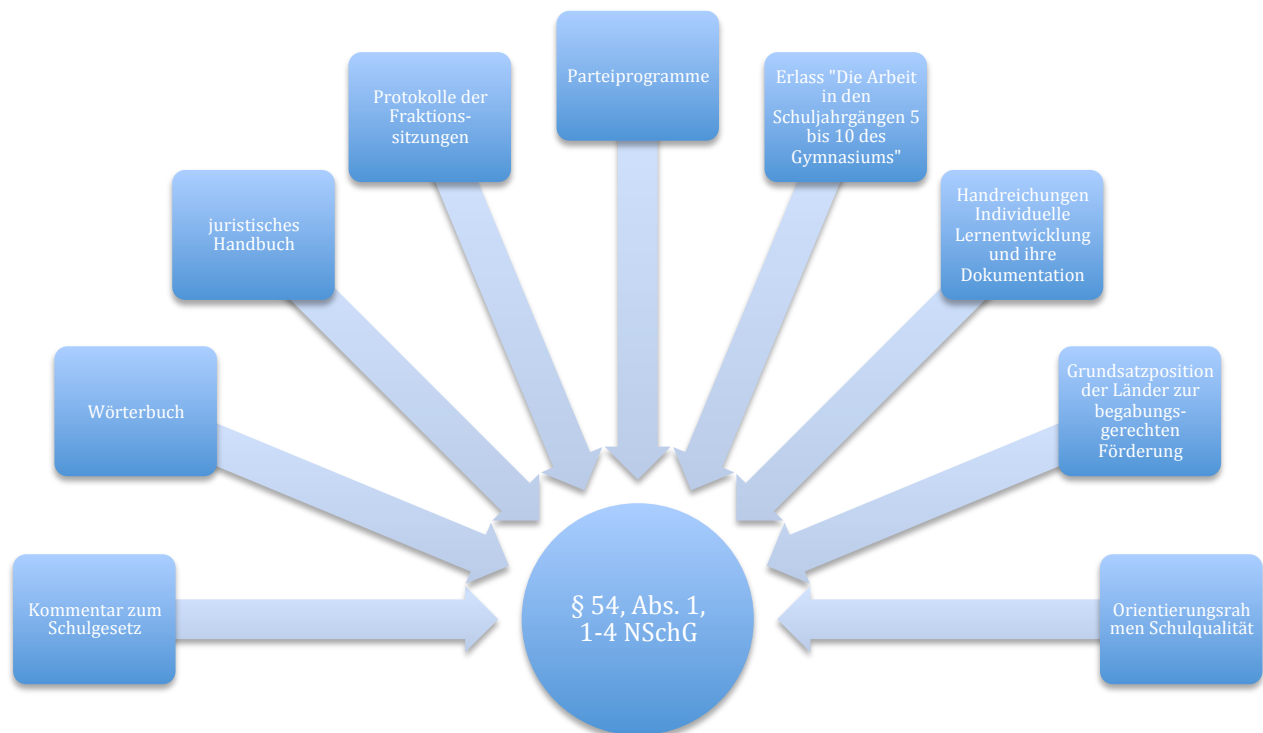 Kommentar zum
Schulgesetz
Wörterbuch
juristisches
Handbuch
Protokolle der
Fraktions-
sitzungen
Parteiprogramme
Erlass "Die Arbeit
in den
Schuljahrgängen 5
bis 10 des
Gymnasiums"
Handreichungen
Individuelle
Lernentwicklung
und ihre
Dokumentation
Grundsatzposition
der Länder zur
begabungs-
gerechten
Förderung
Orientierungsrah
men Schulqualität
§ 54, Abs. 1,
1-4 NSchG